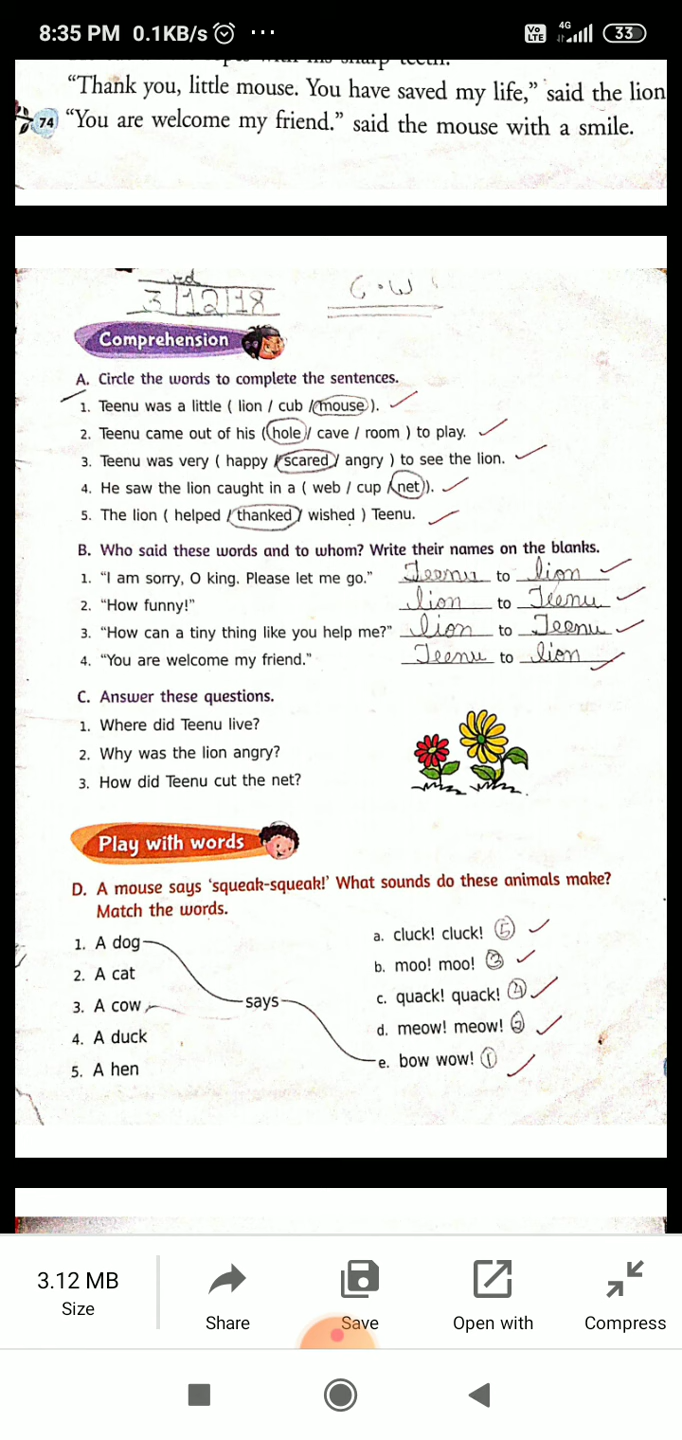 8:35 PM 0.1KB/s ... Vo LTE 4G 33
"Thank you, little mouse. You have saved my life," said the lion
74 "You are welcome my friend." said the mouse with a smile.
3rd|12|18 C.W
Comprehension
A. Circle the words to complete the sentences.
1. Teenu was a little ( lion / cub / mouse ).
2. Teenu came out of his ( hole / cave / room ) to play.
3. Teenu was very ( happy / scared / angry ) to see the lion.
4. He saw the lion caught in a ( web / cup / net ).
5. The lion ( helped / thanked / wished ) Teenu.
B. Who said these words and to whom? Write their names on the blanks.
1. "I am sorry, O king. Please let me go." Teenu to lion
2. "How funny!" lion to Teenu
3. "How can a tiny thing like you help me?" lion to Teenu
4. "You are welcome my friend." Teenu to lion
C. Answer these questions.
1. Where did Teenu live?
2. Why was the lion angry?
3. How did Teenu cut the net?
Play with words
D. A mouse says 'squeak-squeak!' What sounds do these animals make?
Match the words.
1. A dog
2. A cat
3. A cow
4. A duck
5. A hen
says
a. cluck! cluck! 5
b. moo! moo! 3
c. quack! quack! 4
d. meow! meow! 2
e. bow wow! 1
3.12 MB
Size
Share
Save
Open with
Compress